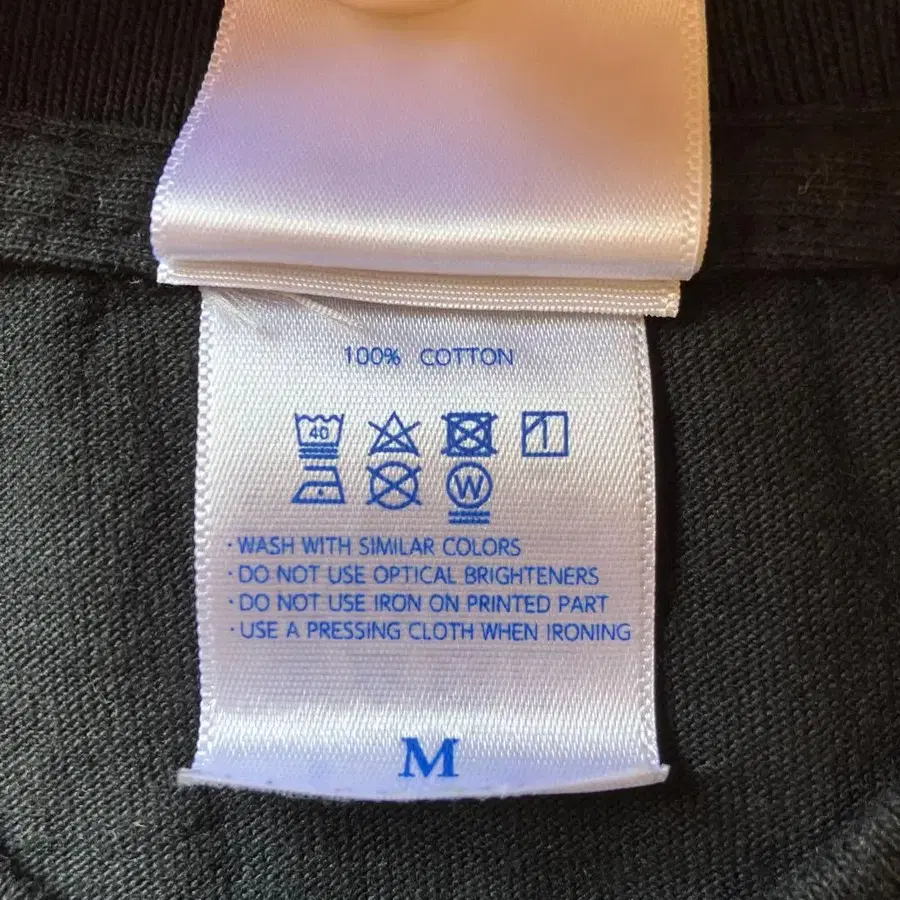 100% COTTON
40
W
· WASH WITH SIMILAR COLORS
· DO NOT USE OPTICAL BRIGHTENERS
· DO NOT USE IRON ON PRINTED PART
· USE A PRESSING CLOTH WHEN IRONING
M